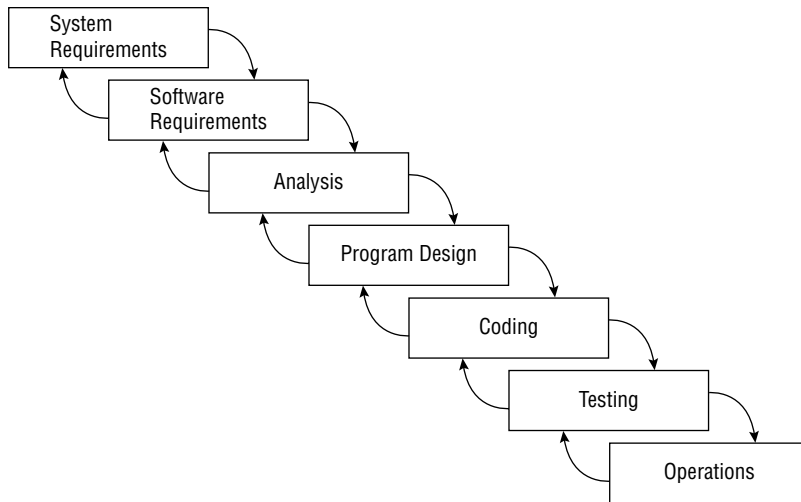 System
Requirements
Software
Requirements
Analysis
Program Design
Coding
Testing
Operations